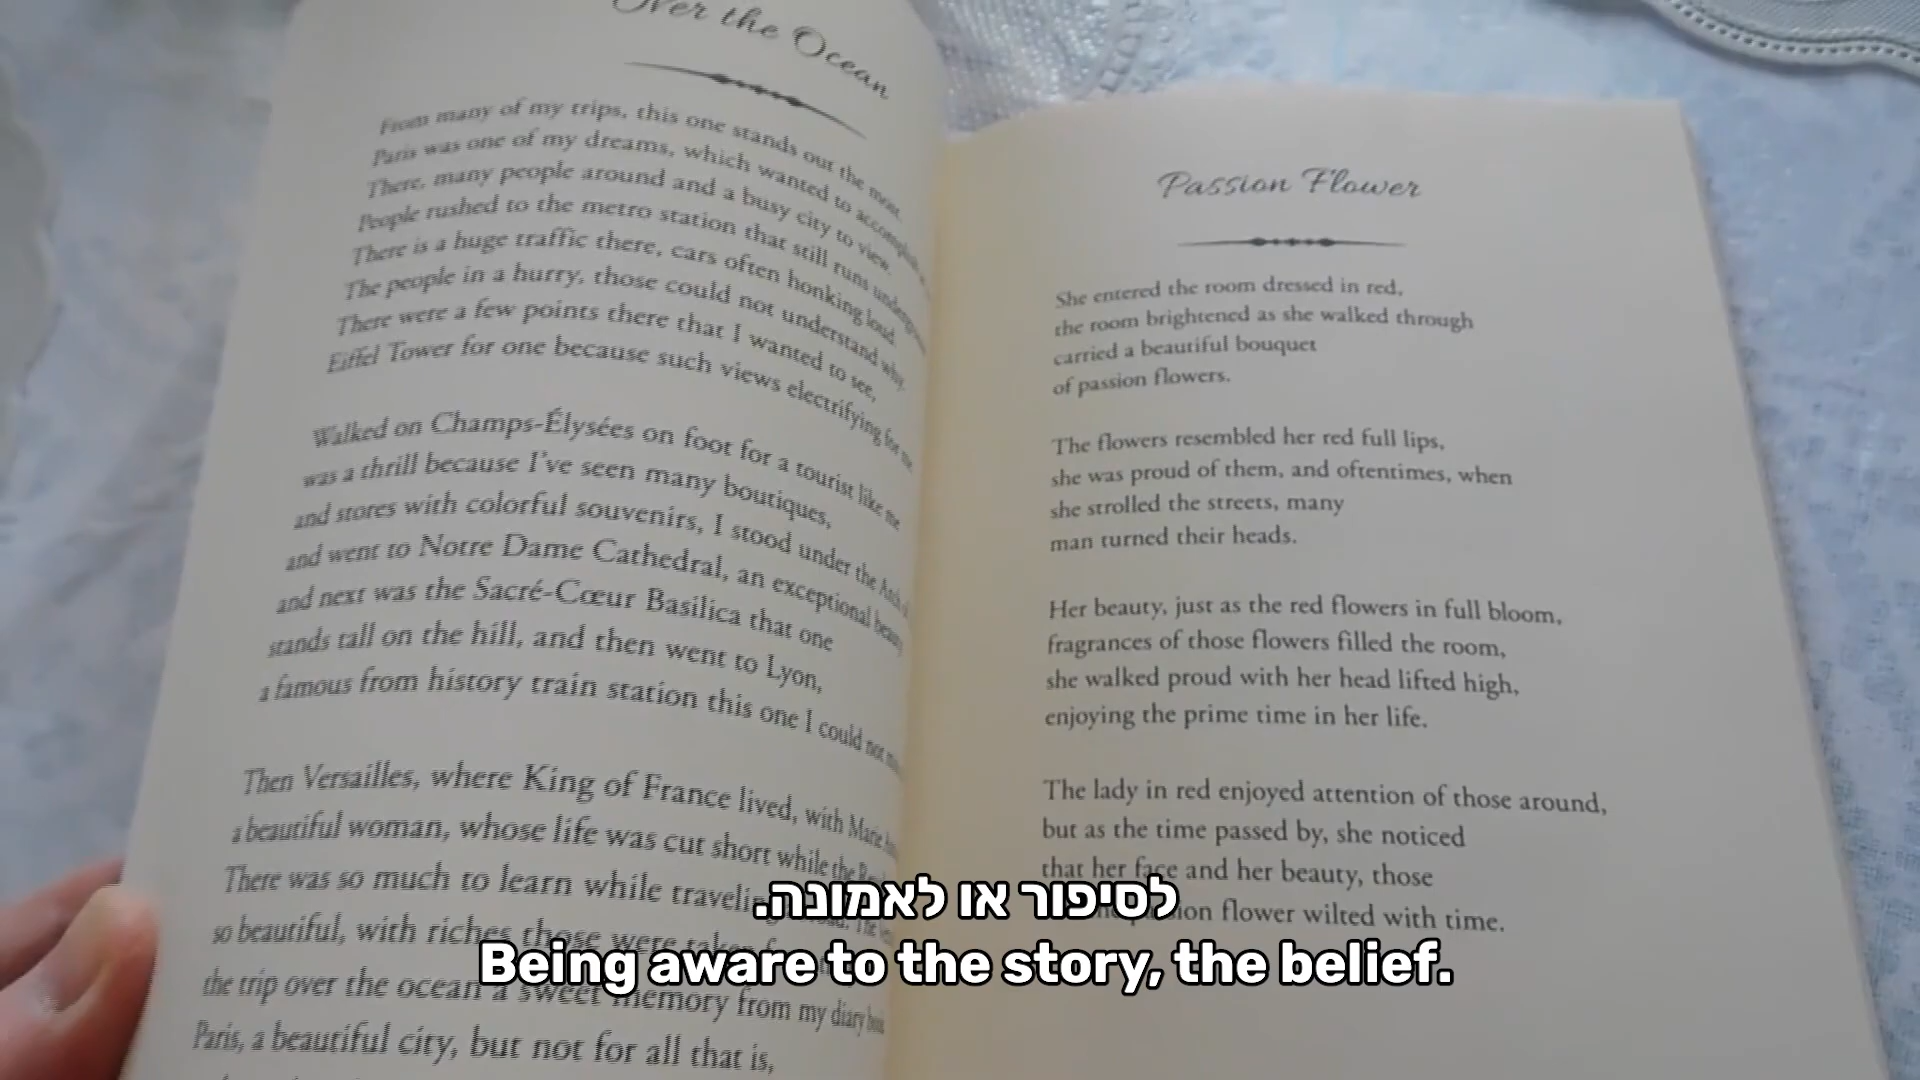 Over the Ocean
From many of my trips, this one stands out the most.
Paris was one of my dreams, which wanted to accomplish
There, many people around and a busy city to view.
People rushed to the metro station that still runs underground
There is a huge traffic there, cars often honking loud.
The people in a hurry, those could not understand why.
There were a few points there that I wanted to see,
Eiffel Tower for one because such views electrifying for me
Walked on Champs-Élysées on foot for a tourist like me
was a thrill because I've seen many boutiques,
and stores with colorful souvenirs, I stood under the Arch
and went to Notre Dame Cathedral, an exceptional beauty
and next was the Sacré-Cœur Basilica that one
stands tall on the hill, and then went to Lyon,
a famous from history train station this one I could not
Then Versailles, where King of France lived, with Marie
a beautiful woman, whose life was cut short while the
There was so much to learn while
so beautiful, with riches those were taken
the trip over the ocean a sweet memory from my diary
Paris, a beautiful city, but not for all that is,
Passion Flower
She entered the room dressed in red,
the room brightened as she walked through
carried a beautiful bouquet
of passion flowers.
The flowers resembled her red full lips,
she was proud of them, and oftentimes, when
she strolled the streets, many
man turned their heads.
Her beauty, just as the red flowers in full bloom,
fragrances of those flowers filled the room,
she walked proud with her head lifted high,
enjoying the prime time in her life.
The lady in red enjoyed attention of those around,
but as the time passed by, she noticed
that her face and her beauty, those
flower wilted with time.
לסיפור או לאמונה.
Being aware to the story, the belief.